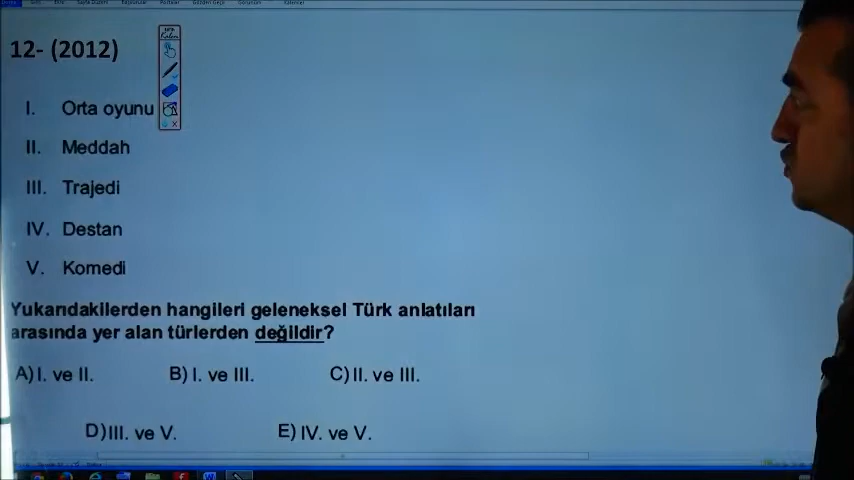 12- (2012)
I. Orta oyunu
II. Meddah
III. Trajedi
IV. Destan
V. Komedi
Yukarıdakilerden hangileri geleneksel Türk anlatıları
arasında yer alan türlerden değildir?
A) I. ve II. B) I. ve III. C) II. ve III.
D) III. ve V. E) IV. ve V.